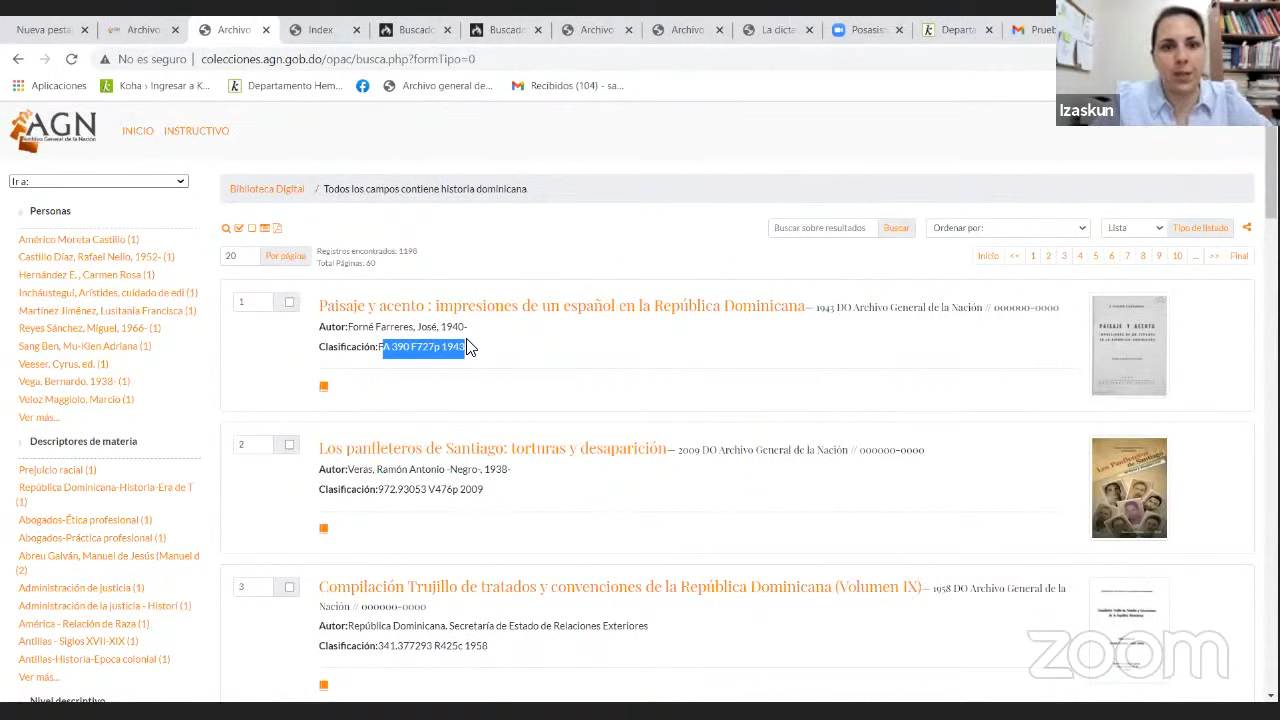 Nueva pesta
Archivo
Archivo
Index
Buscado
Buscade
Archivo
Archivo
La dicta
Posasis
Departa
Prueb
No es seguro
colecciones.agn.gob.do/opac/busca.php?formTipo=0
Aplicaciones
Koha › Ingresar a K...
Departamento Hem...
Archivo general de...
Recibidos (104) - sa...
Izaskun
AGN
Archivo General de la Nación
INICIO INSTRUCTIVO
Ir a:
Personas
Américo Moreta Castillo (1)
Castillo Díaz, Rafael Nello, 1952- (1)
Hernández E. , Carmen Rosa (1)
Incháustegui, Arístides, cuidado de edi (1)
Martínez Jiménez, Lusitania Francisca (1)
Reyes Sánchez, Miguel, 1966- (1)
Sang Ben, Mu-Kien Adriana (1)
Veeser, Cyrus, ed. (1)
Vega, Bernardo, 1938- (1)
Veloz Maggiolo, Marcio (1)
Ver más...
Descriptores de materia
Prejuicio racial (1)
República Dominicana-Historia-Era de T
(1)
Abogados-Ética profesional (1)
Abogados-Práctica profesional (1)
Abreu Galván, Manuel de Jesús (Manuel d
(2)
Administración de justicia (1)
Administración de la justicia - Histori (1)
América - Relación de Raza (1)
Antillas - Siglos XVII-XIX (1)
Antillas-Historia-Epoca colonial (1)
Ver más...
Nivel descriptivo
Biblioteca Digital / Todos los campos contiene historia dominicana
Buscar sobre resultados Buscar
Ordenar por:
Lista
Tipo de listado
20 Por página
Registros encontrados: 1198
Total Páginas: 60
Inicio << 1 2 3 4 5 6 7 8 9 10 ... >> Final
1
Paisaje y acento : impresiones de un español en la República Dominicana— 1943 DO Archivo General de la Nación // 000000-0000
Autor:Forné Farreres, José, 1940-
Clasificación:FA 390 F727p 1943
PAISAJE Y ACENTO
2
Los panfleteros de Santiago: torturas y desaparición— 2009 DO Archivo General de la Nación // 000000-0000
Autor:Veras, Ramón Antonio -Negro-, 1938-
Clasificación:972.93053 V476p 2009
Los Panfleteros
de Santiago
3
Compilación Trujillo de tratados y convenciones de la República Dominicana (Volumen IX)— 1958 DO Archivo General de la
Nación // 000000-0000
Autor:República Dominicana. Secretaría de Estado de Relaciones Exteriores
Clasificación:341.377293 R425c 1958
zoom